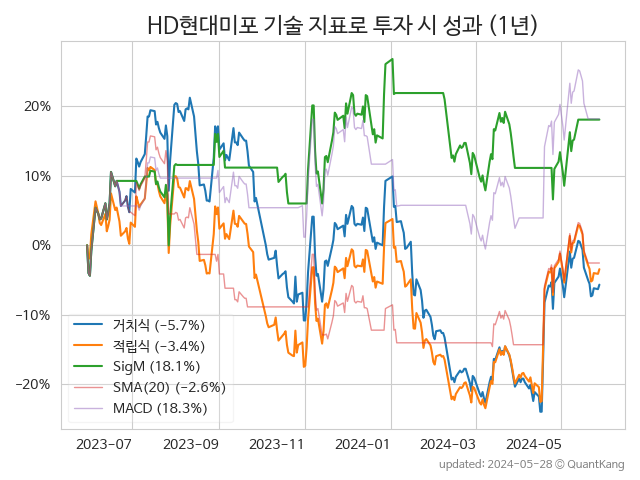 HD현대미포 기술 지표로 투자 시 성과 (1년)
20%
10%
0%
−10%
−20%
거치식 (−5.7%)
적립식 (−3.4%)
SigM (18.1%)
SMA(20) (−2.6%)
MACD (18.3%)
2023−07 2023−09 2023−11 2024−01 2024−03 2024−05
updated: 2024−05−28 © QuantKang